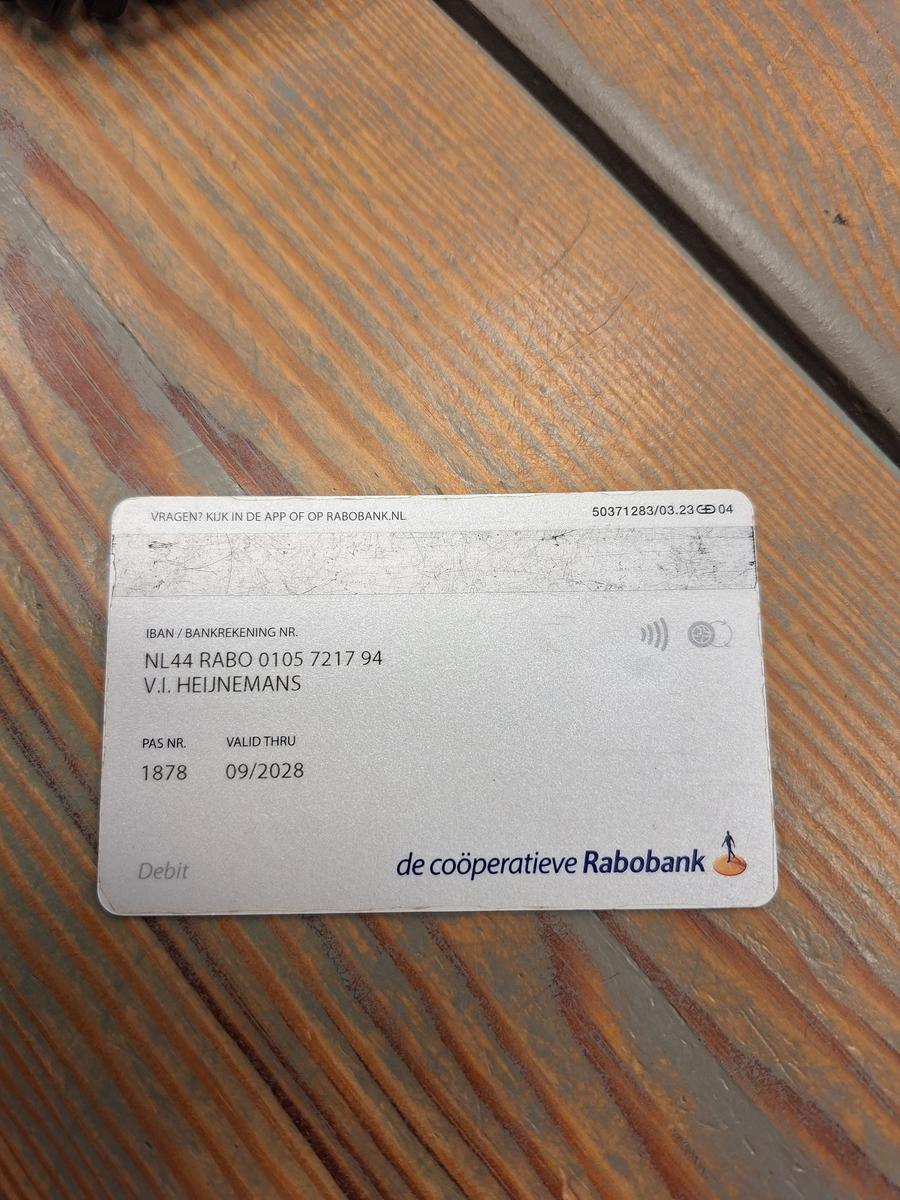 VRAGEN? KIJK IN DE APP OF OP RABOBANK.NL
50371283/03.23 04
IBAN / BANKREKENING NR.
NL44 RABO 0105 7217 94
V.I. HEIJNEMANS
PAS NR. VALID THRU
1878 09/2028
Debit
de coöperatieve Rabobank